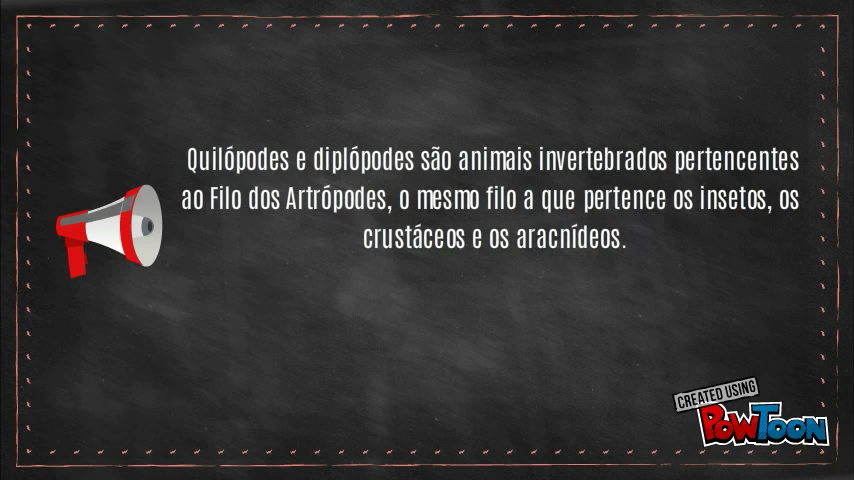 Quilópodes e diplópodes são animais invertebrados pertencentes
ao Filo dos Artrópodes, o mesmo filo a que pertence os insetos, os
crustáceos e os aracnídeos.
CREATED USING
POWTOON